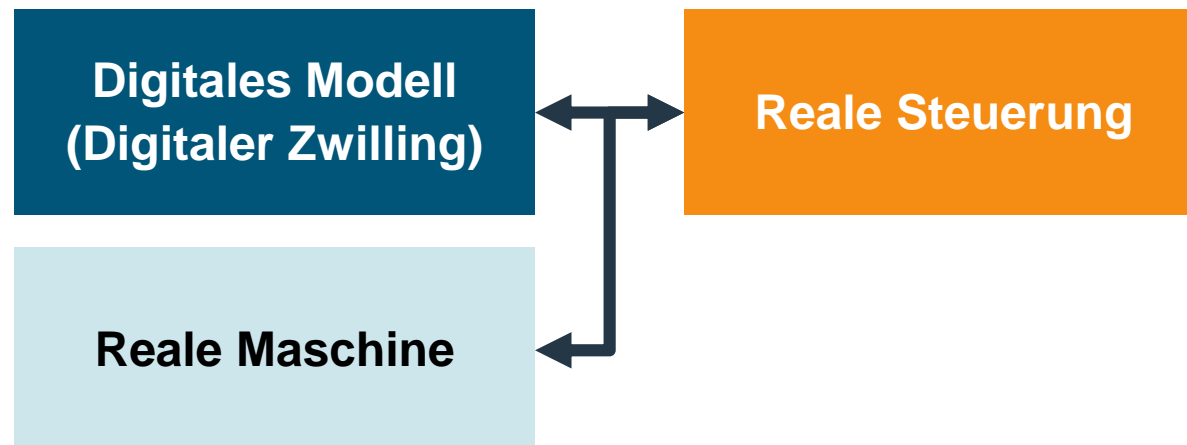 Digitales Modell
(Digitaler Zwilling)
Reale Steuerung
Reale Maschine